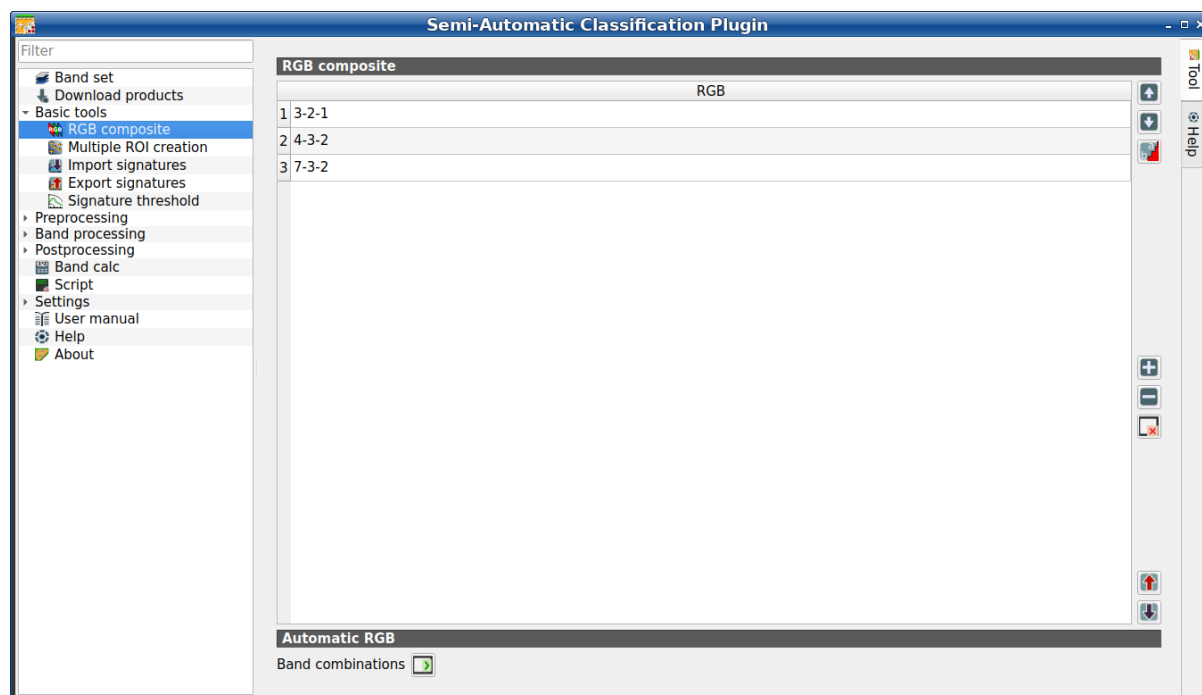 Semi-Automatic Classification Plugin
Filter
Band set
Download products
Basic tools
RGB composite
Multiple ROI creation
Import signatures
Export signatures
Signature threshold
Preprocessing
Band processing
Postprocessing
Band calc
Script
Settings
User manual
Help
About
RGB composite
RGB
1 3-2-1
2 4-3-2
3 7-3-2
Automatic RGB
Band combinations
Tool
Help